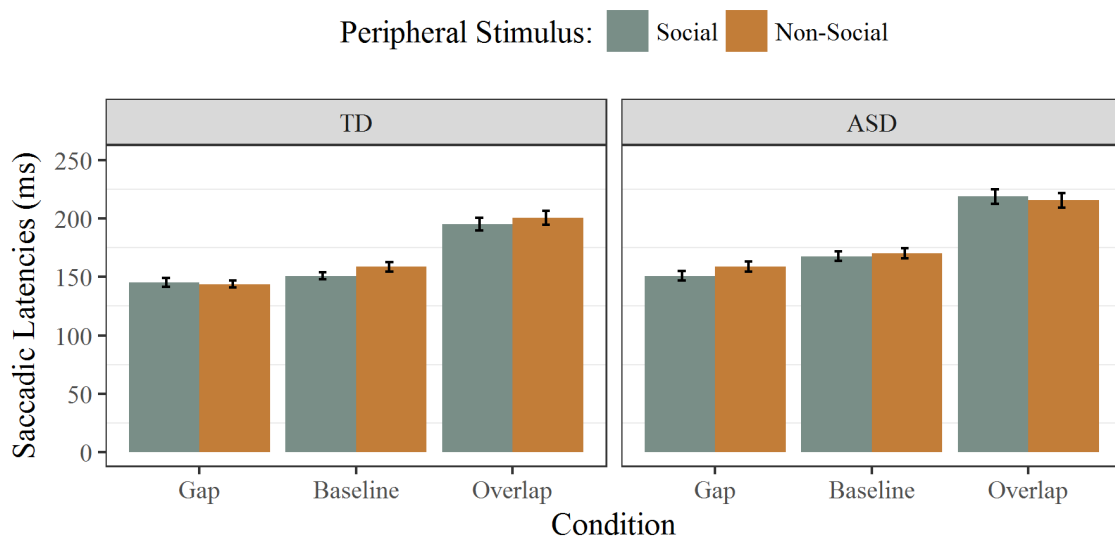 Peripheral Stimulus: Social Non-Social
TD ASD
Saccadic Latencies (ms)
250
200
150
100
50
0
Gap Baseline Overlap Gap Baseline Overlap
Condition